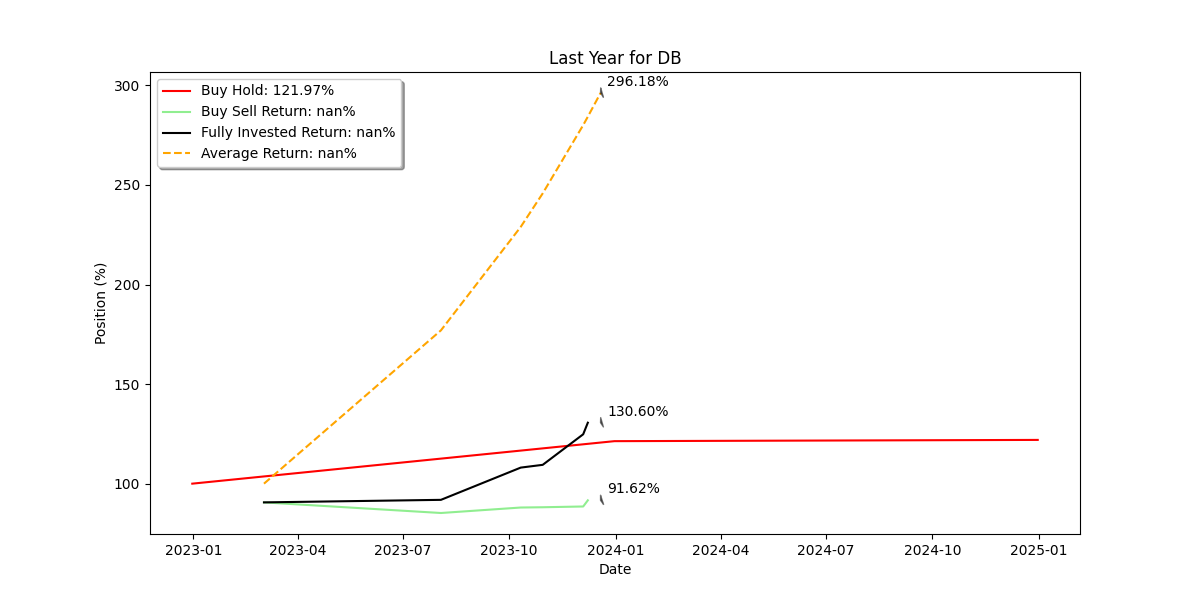 Last Year for DB
Buy Hold: 121.97%
Buy Sell Return: nan%
Fully Invested Return: nan%
Average Return: nan%
296.18%
130.60%
91.62%
Position (%)
300
250
200
150
100
2023-01 2023-04 2023-07 2023-10 2024-01 2024-04 2024-07 2024-10 2025-01
Date